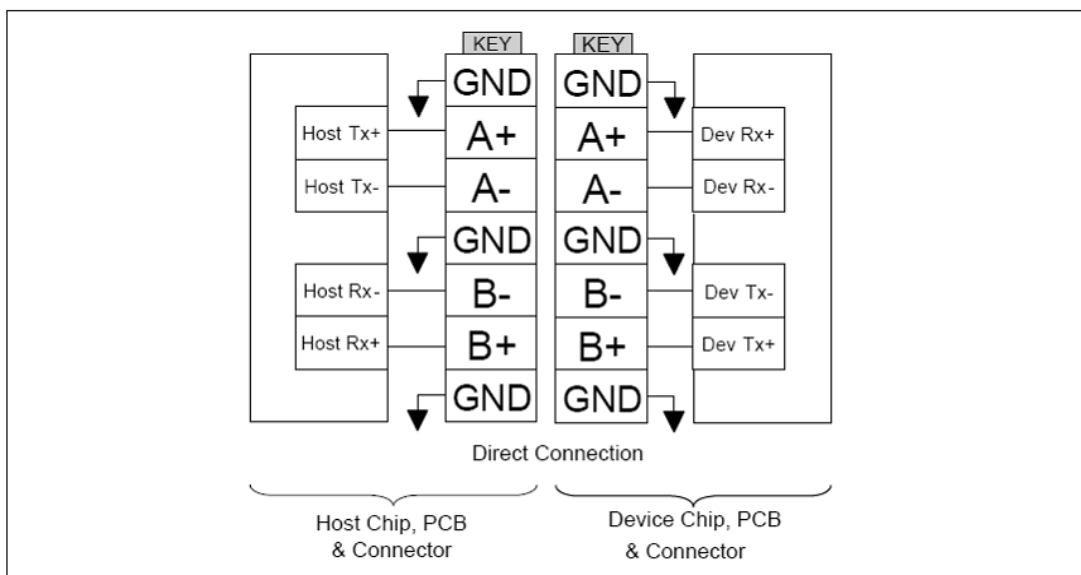 KEY KEY
GND GND
Host Tx+ A+ A+ Dev Rx+
Host Tx- A- A- Dev Rx-
GND GND
Host Rx- B- B- Dev Tx-
Host Rx+ B+ B+ Dev Tx+
GND GND
Direct Connection
Host Chip, PCB
& Connector
Device Chip, PCB
& Connector